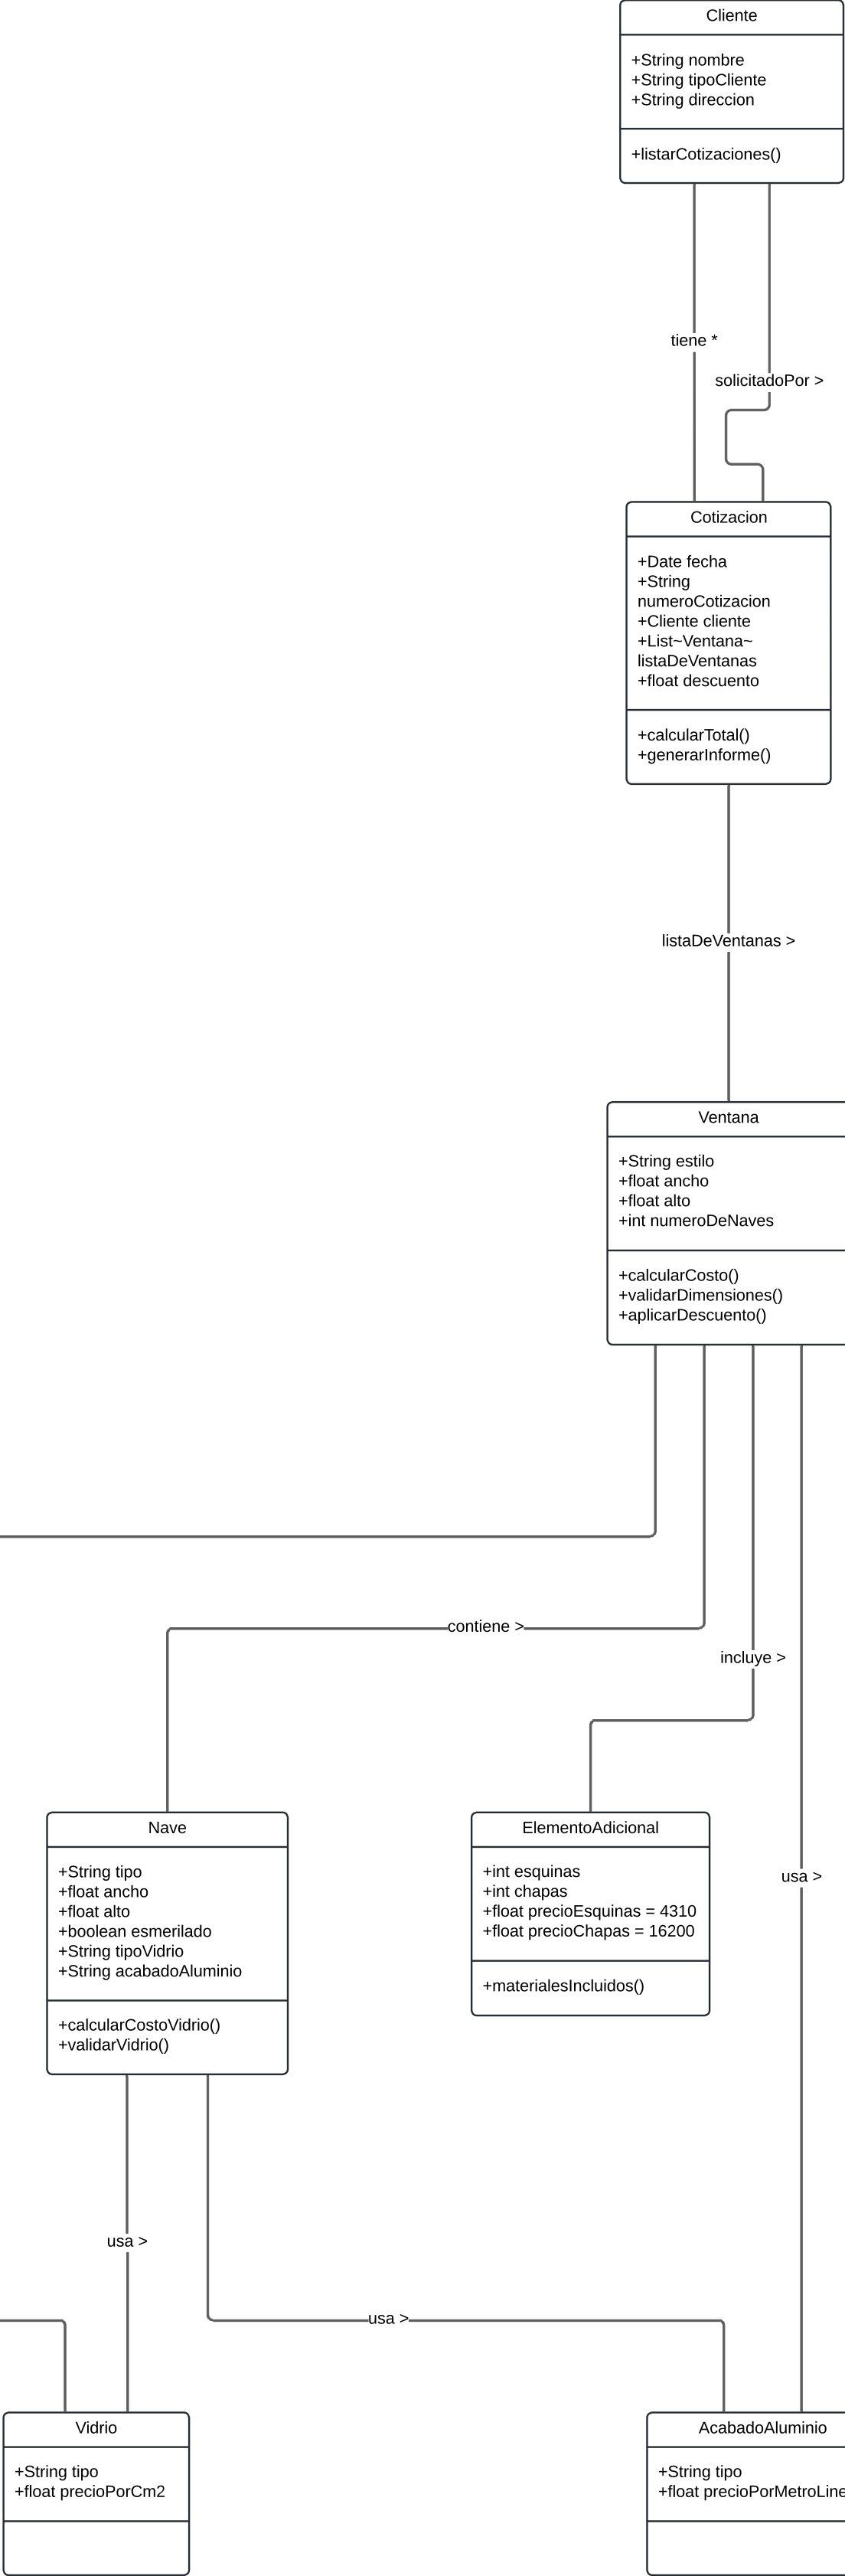 Cliente
+String nombre
+String tipoCliente
+String direccion
+listarCotizaciones()
tiene *
solicitadoPor >
Cotizacion
+Date fecha
+String
numeroCotizacion
+Cliente cliente
+List~Ventana~
listaDeVentanas
+float descuento
+calcularTotal()
+generarInforme()
listaDeVentanas >
Ventana
+String estilo
+float ancho
+float alto
+int numeroDeNaves
+calcularCosto()
+validarDimensiones()
+aplicarDescuento()
contiene >
incluye >
Nave
+String tipo
+float ancho
+float alto
+boolean esmerilado
+String tipoVidrio
+String acabadoAluminio
+calcularCostoVidrio()
+validarVidrio()
ElementoAdicional
+int esquinas
+int chapas
+float precioEsquinas = 4310
+float precioChapas = 16200
+materialesIncluidos()
usa >
usa >
usa >
Vidrio
+String tipo
+float precioPorCm2
AcabadoAluminio
+String tipo
+float precioPorMetroLine